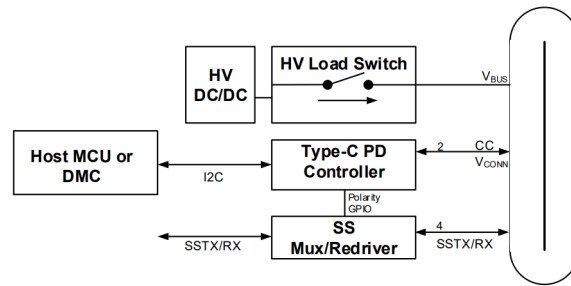 HV
DC/DC
HV Load Switch
VBUS
Host MCU or
DMC
I2C
Type-C PD
Controller
2
CC
VCONN
Polarity
GPIO
SS
Mux/Redriver
SSTX/RX
4
SSTX/RX